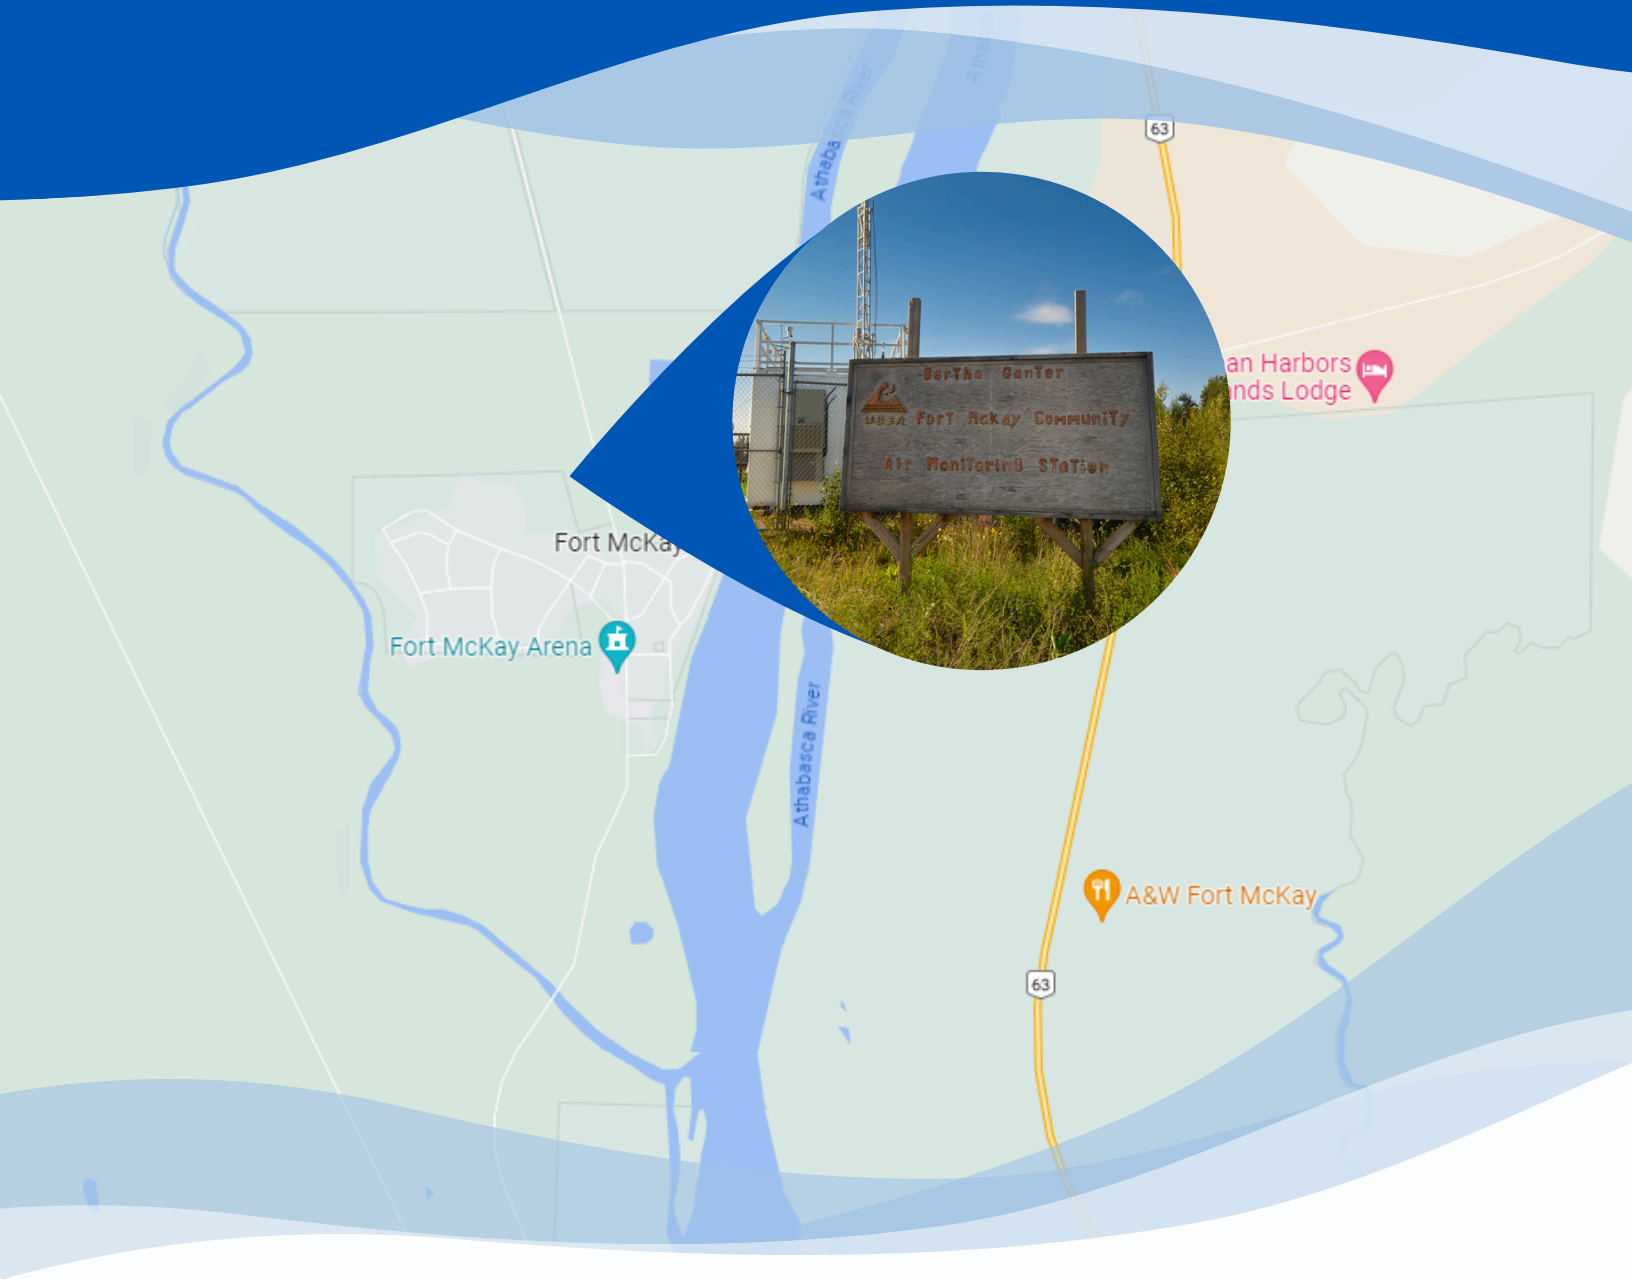 Athabasca River
Athabas
63
an Harbors
nds Lodge
BerTha GanTer
WBEA
ForT McKay CommuniTy
Air MoniToring STaTion
Fort McKay
Fort McKay Arena
Athabasca River
A&W Fort McKay
63